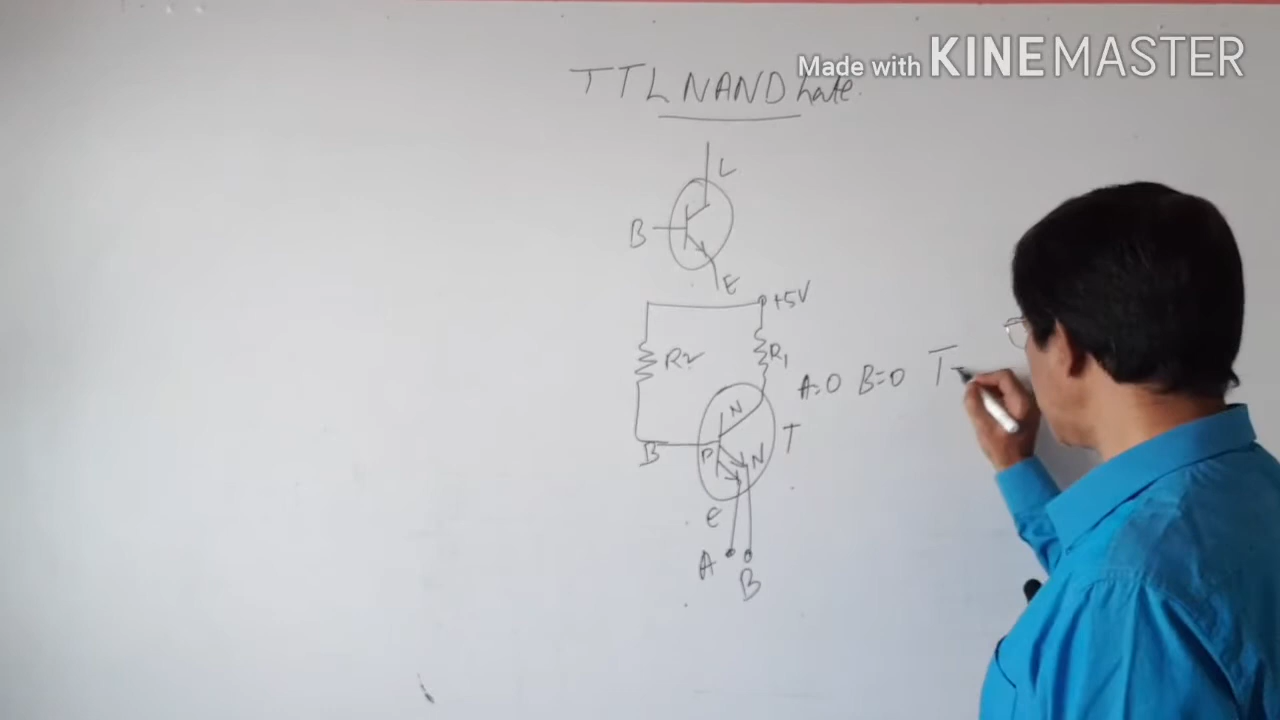 Made with KINEMASTER
TTL NAND Gate.
C
B
E
+5V
R2
R1
A=0 B=0 T
N
T
B
P
N
e
A
B